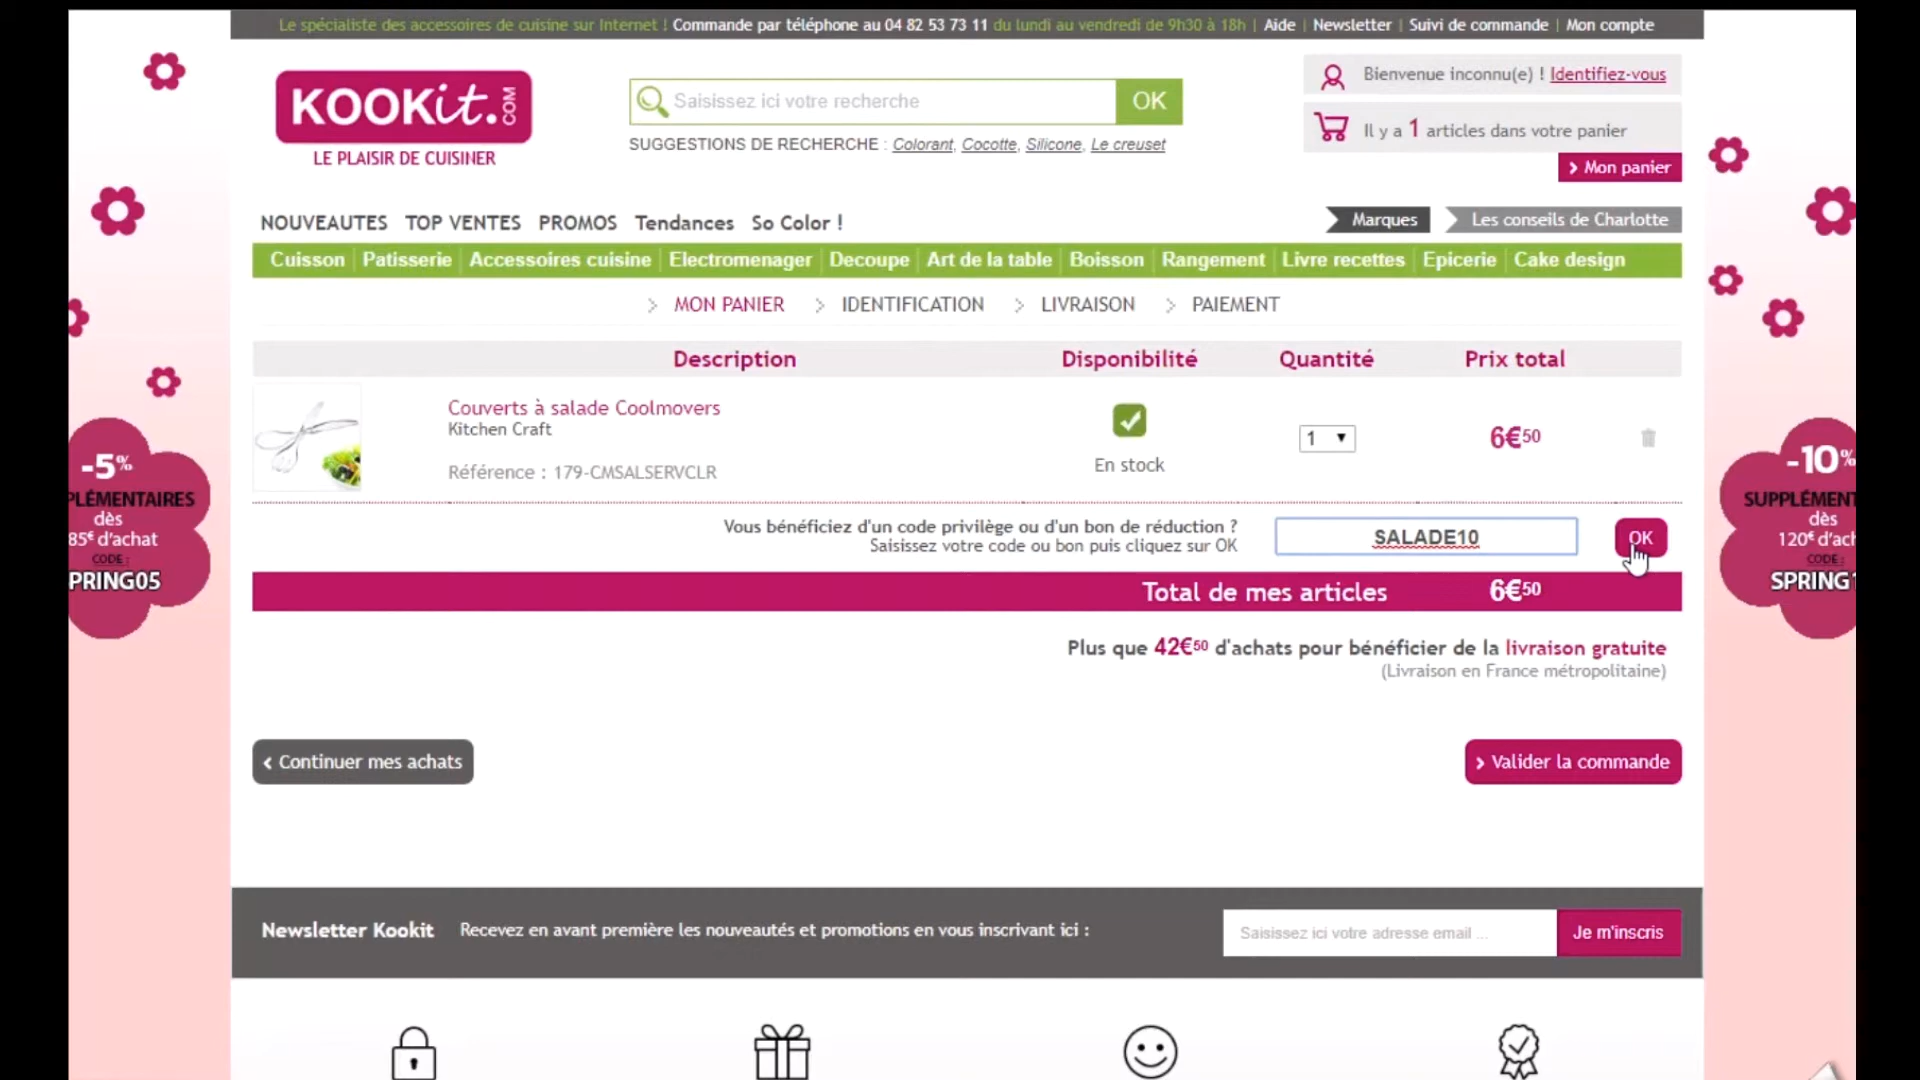 Le spécialiste des accessoires de cuisine sur Internet ! Commande par téléphone au 04 82 53 73 11 du lundi au vendredi de 9h30 à 18h | Aide | Newsletter | Suivi de commande | Mon compte
KOOKit.COM
LE PLAISIR DE CUISINER
Saisissez ici votre recherche OK
SUGGESTIONS DE RECHERCHE : Colorant, Cocotte, Silicone, Le creuset
Bienvenue inconnu(e) ! Identifiez-vous
Il y a 1 articles dans votre panier
Mon panier
NOUVEAUTES TOP VENTES PROMOS Tendances So Color !
Marques Les conseils de Charlotte
Cuisson Patisserie Accessoires cuisine Electromenager Decoupe Art de la table Boisson Rangement Livre recettes Epicerie Cake design
MON PANIER IDENTIFICATION LIVRAISON PAIEMENT
Description Disponibilité Quantité Prix total
Couverts à salade Coolmovers
Kitchen Craft
Référence : 179-CMSALSERVCLR
En stock
1
6€50
Vous bénéficiez d'un code privilège ou d'un bon de réduction ?
Saisissez votre code ou bon puis cliquez sur OK
SALADE10
OK
Total de mes articles 6€50
Plus que 42€50 d'achats pour bénéficier de la livraison gratuite
(Livraison en France métropolitaine)
Continuer mes achats
Valider la commande
-5%
PLÉMENTAIRES
dès
85€ d'achat
CODE :
PRING05
-10%
SUPPLÉMENT
dès
120€ d'ach
CODE :
SPRING
Newsletter Kookit Recevez en avant première les nouveautés et promotions en vous inscrivant ici :
Saisissez ici votre adresse email ...
Je m'inscris